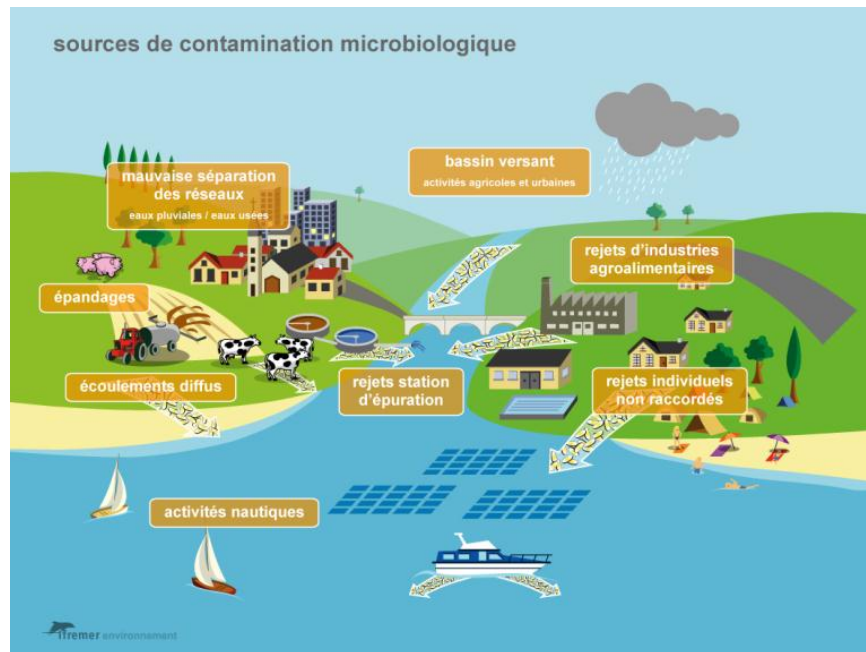 sources de contamination microbiologique
mauvaise séparation
des réseaux
eaux pluviales / eaux usées
bassin versant
activités agricoles et urbaines
rejets d'industries
agroalimentaires
épandages
écoulements diffus
rejets station
d'épuration
rejets individuels
non raccordés
activités nautiques
ifremer environnement